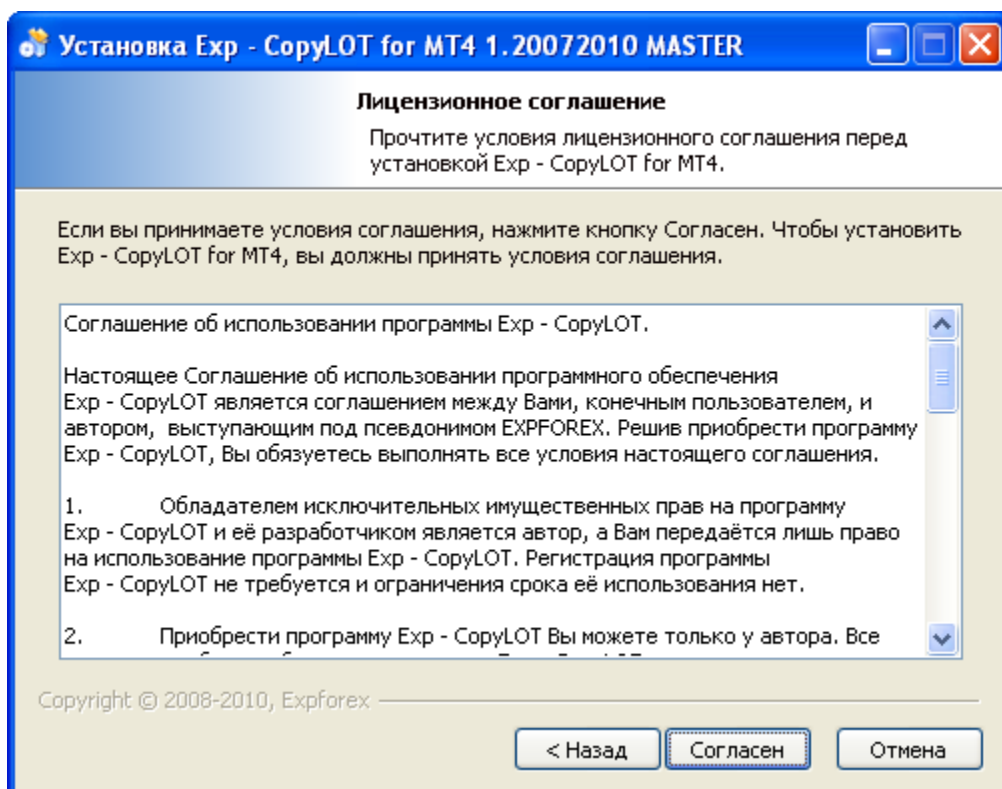 Установка Exp - CopyLOT for MT4 1.20072010 MASTER
Лицензионное соглашение
Прочтите условия лицензионного соглашения перед
установкой Exp - CopyLOT for MT4.
Если вы принимаете условия соглашения, нажмите кнопку Согласен. Чтобы установить
Exp - CopyLOT for MT4, вы должны принять условия соглашения.
Соглашение об использовании программы Exp - CopyLOT.
Настоящее Соглашение об использовании программного обеспечения
Exp - CopyLOT является соглашением между Вами, конечным пользователем, и
автором,  выступающим под псевдонимом EXPFOREX. Решив приобрести программу
Exp - CopyLOT, Вы обязуетесь выполнять все условия настоящего соглашения.
1. Обладателем исключительных имущественных прав на программу
Exp - CopyLOT и её разработчиком является автор, а Вам передаётся лишь право
на использование программы Exp - CopyLOT. Регистрация программы
Exp - CopyLOT не требуется и ограничения срока её использования нет.
2. Приобрести программу Exp - CopyLOT Вы можете только у автора. Все
Copyright © 2008-2010, Expforex
< Назад
Согласен
Отмена